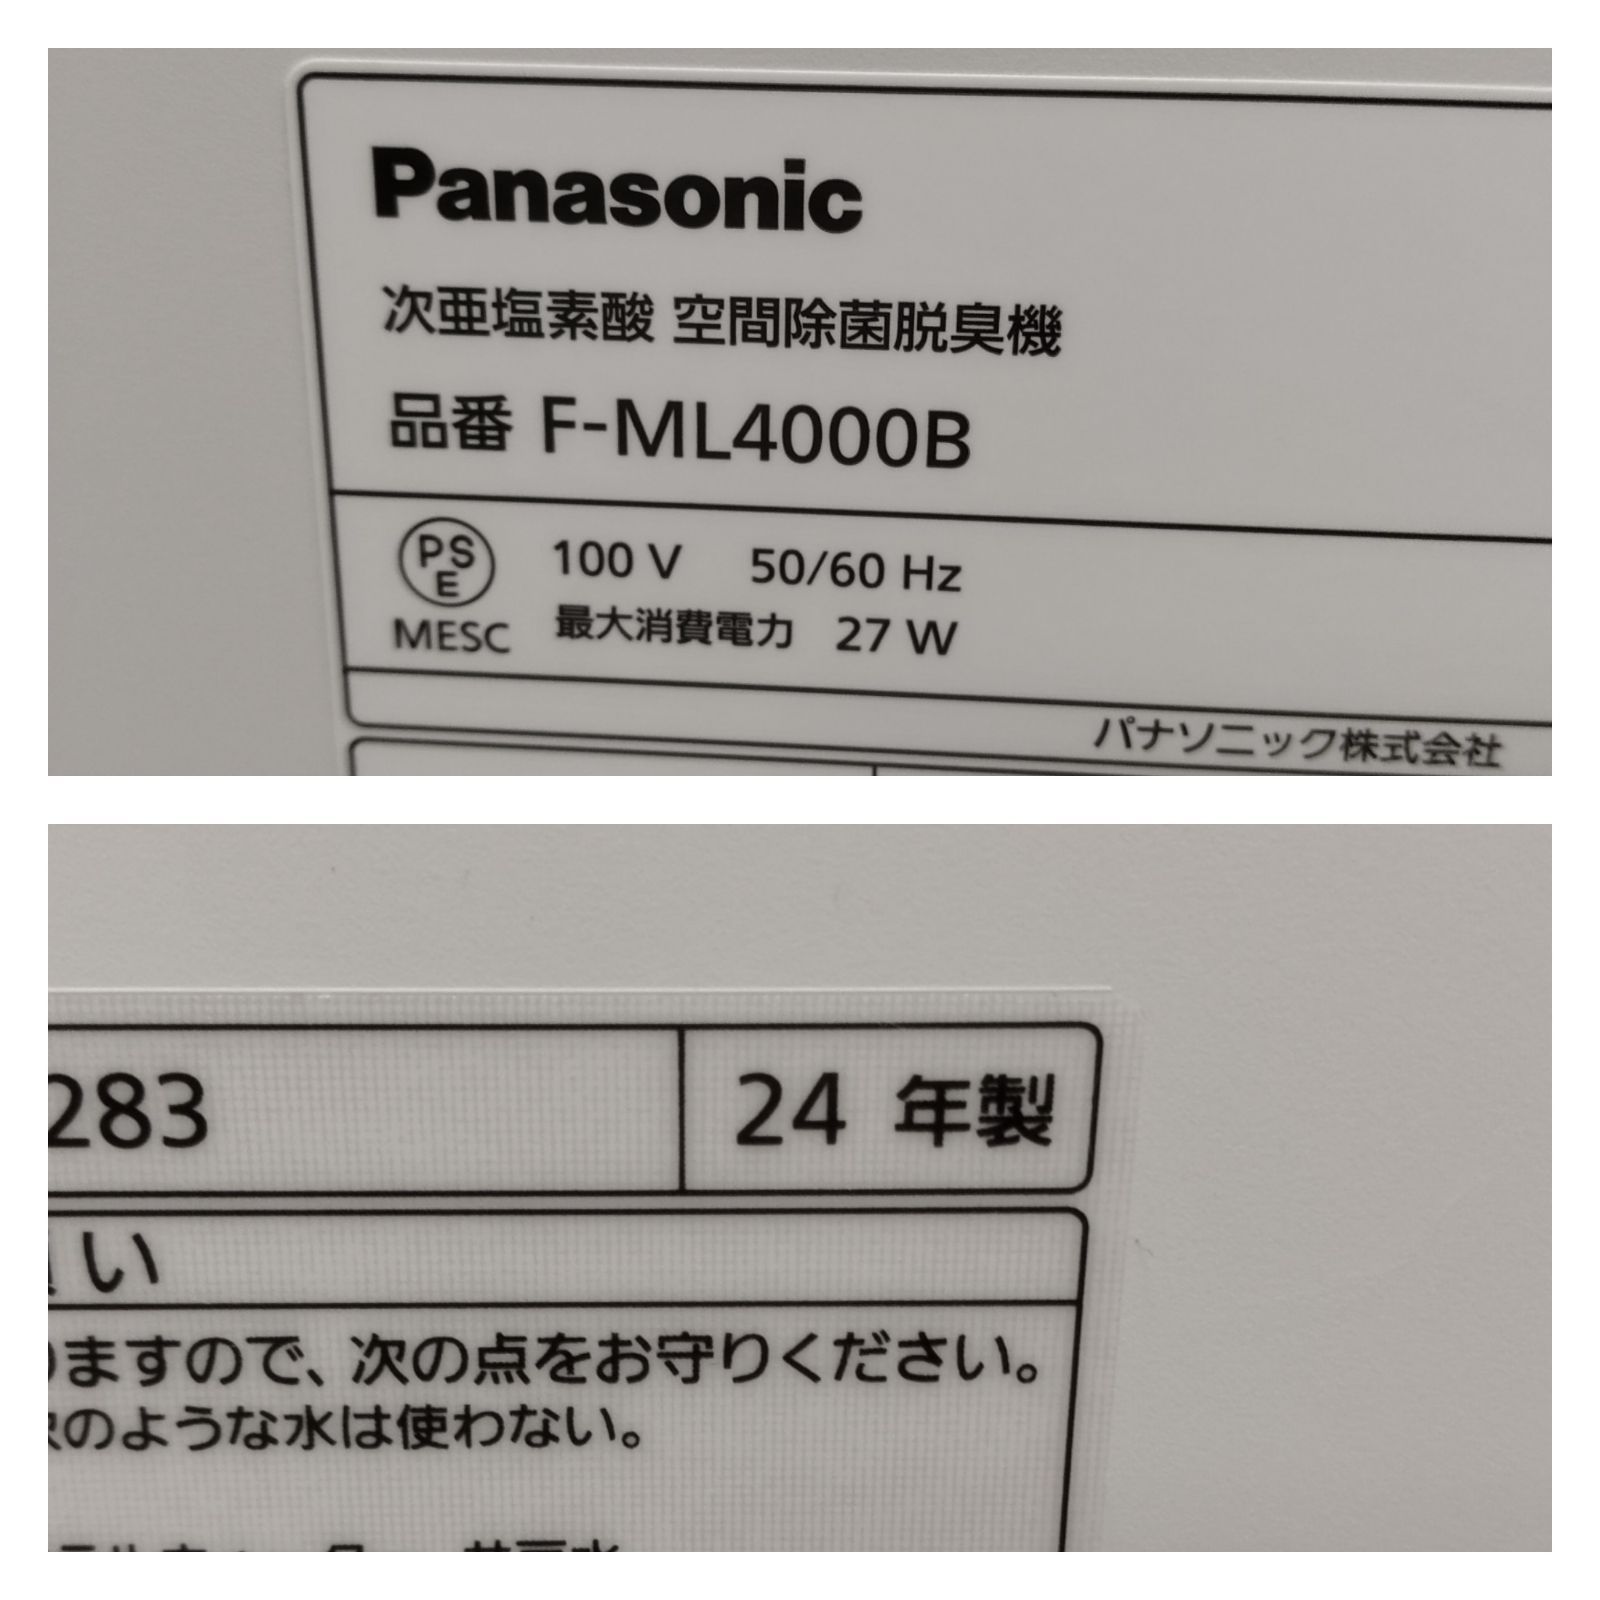 Panasonic
次亜塩素酸 空間除菌脱臭機
品番 F-ML4000B
PS
E
MESC
100 V 50/60 Hz
最大消費電力 27 W
パナソニック株式会社
283
24 年製
い
ますので、次の点をお守りください。
のような水は使わない。